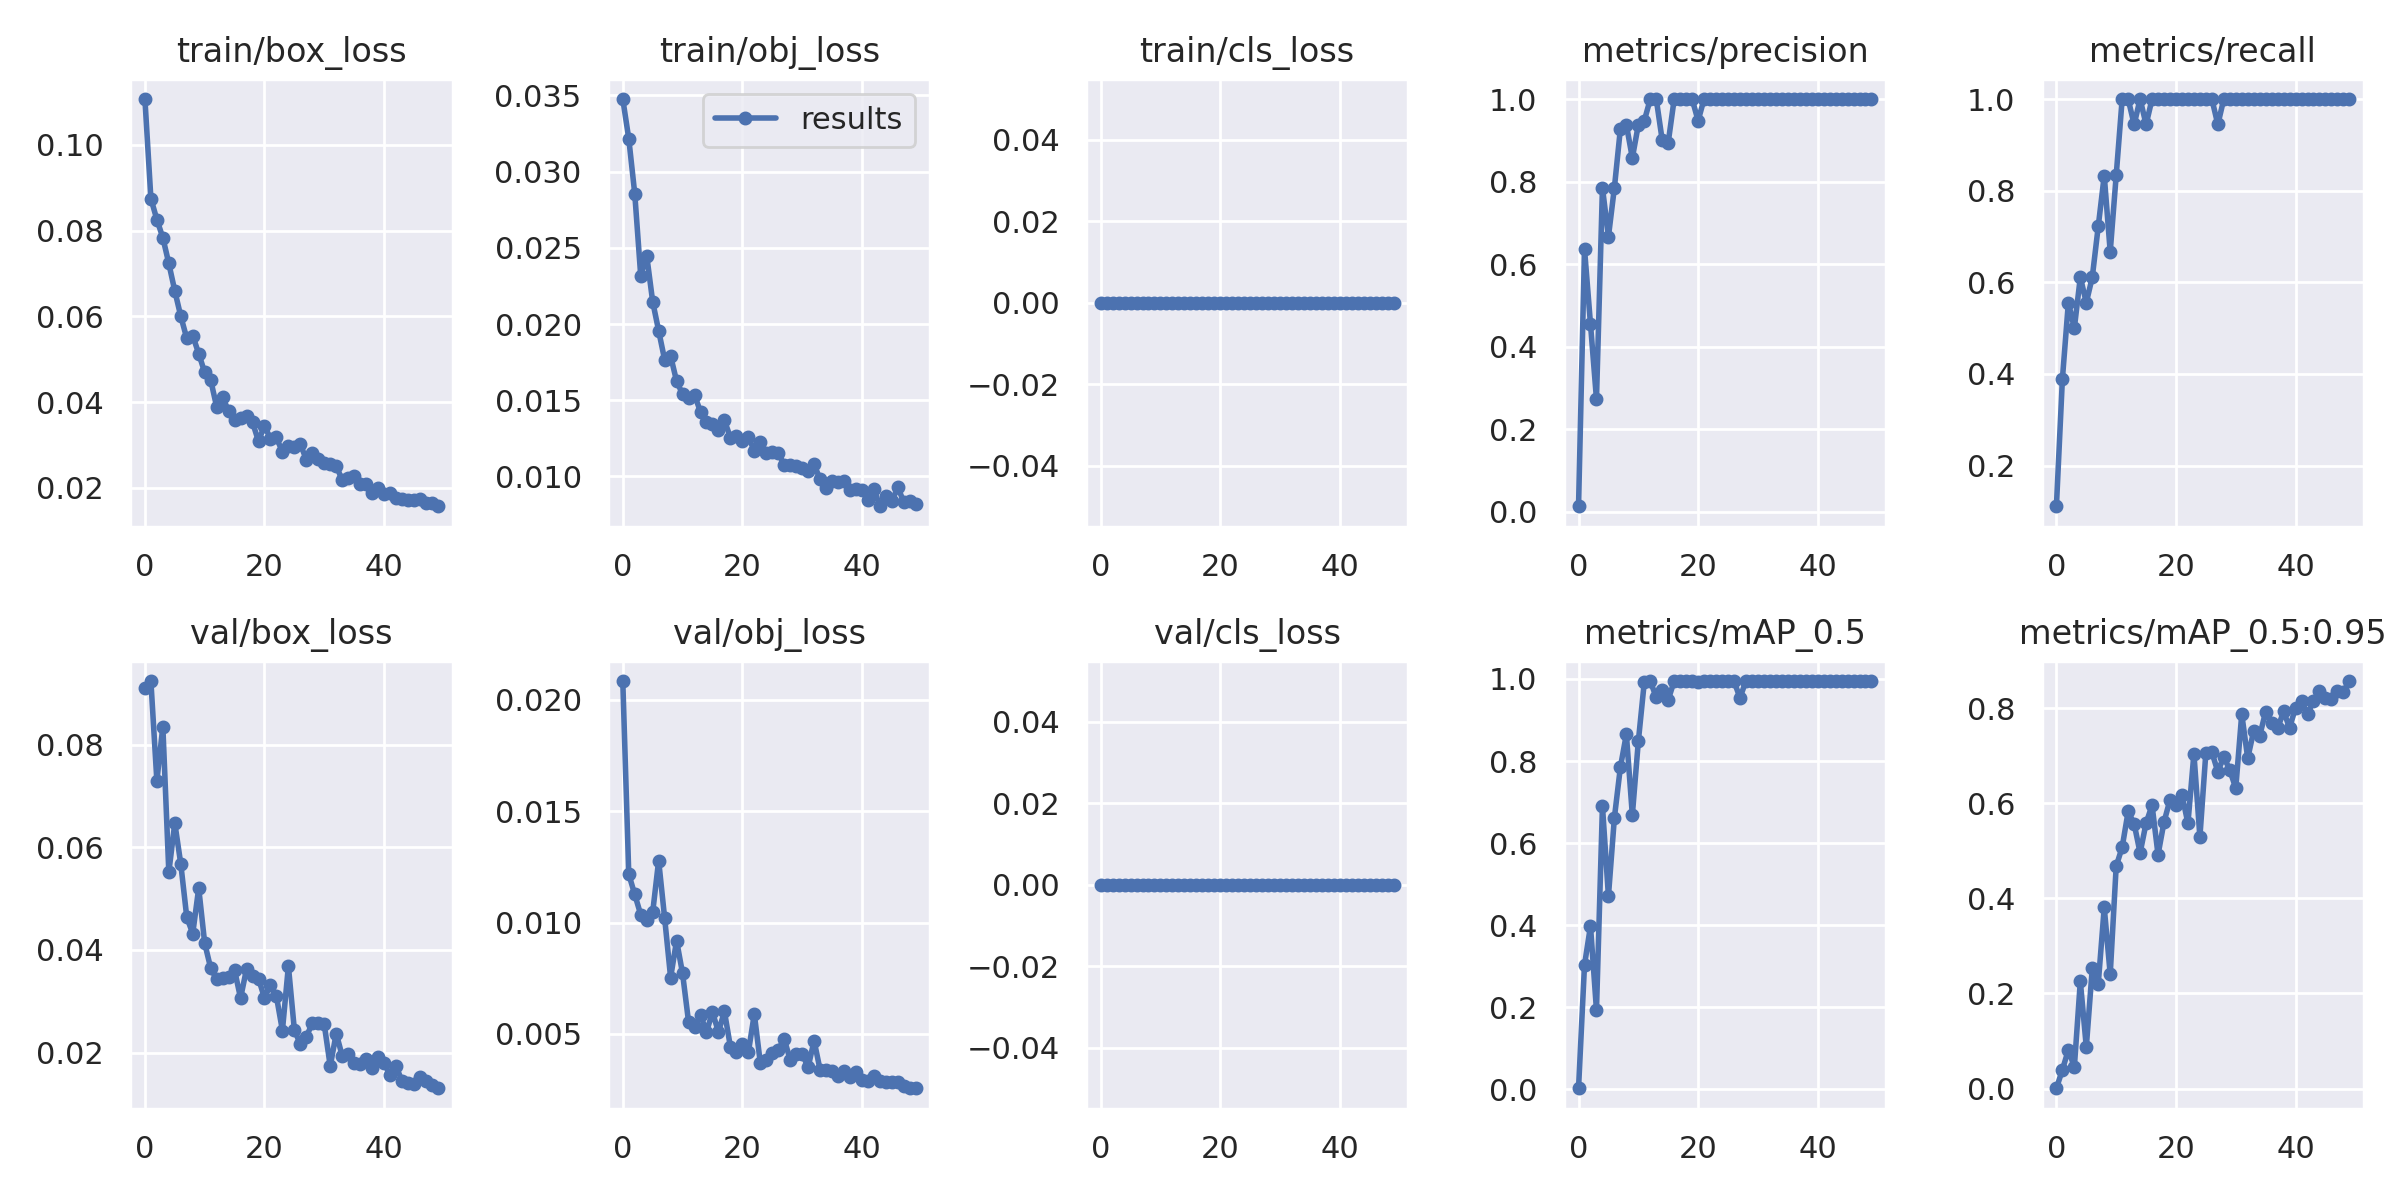 train/box_loss
0.10
0.08
0.06
0.04
0.02
0 20 40
train/obj_loss
results
0.035
0.030
0.025
0.020
0.015
0.010
0 20 40
train/cls_loss
0.04
0.02
0.00
−0.02
−0.04
0 20 40
metrics/precision
1.0
0.8
0.6
0.4
0.2
0.0
0 20 40
metrics/recall
1.0
0.8
0.6
0.4
0.2
0 20 40
val/box_loss
0.08
0.06
0.04
0.02
0 20 40
val/obj_loss
0.020
0.015
0.010
0.005
0 20 40
val/cls_loss
0.04
0.02
0.00
−0.02
−0.04
0 20 40
metrics/mAP_0.5
1.0
0.8
0.6
0.4
0.2
0.0
0 20 40
metrics/mAP_0.5:0.95
0.8
0.6
0.4
0.2
0.0
0 20 40